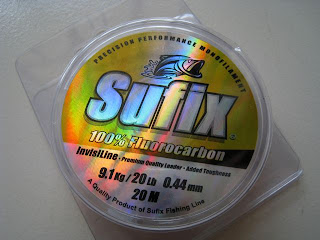 PRECISION PERFORMANCE MONOFILAMENT
Sufix
100% Fluorocarbon
InvisiLine - Premium Quality Leader - Added Toughness
9.1 Kg / 20 Lb 0.44 mm
20 M
A Quality Product of Sufix Fishing Line